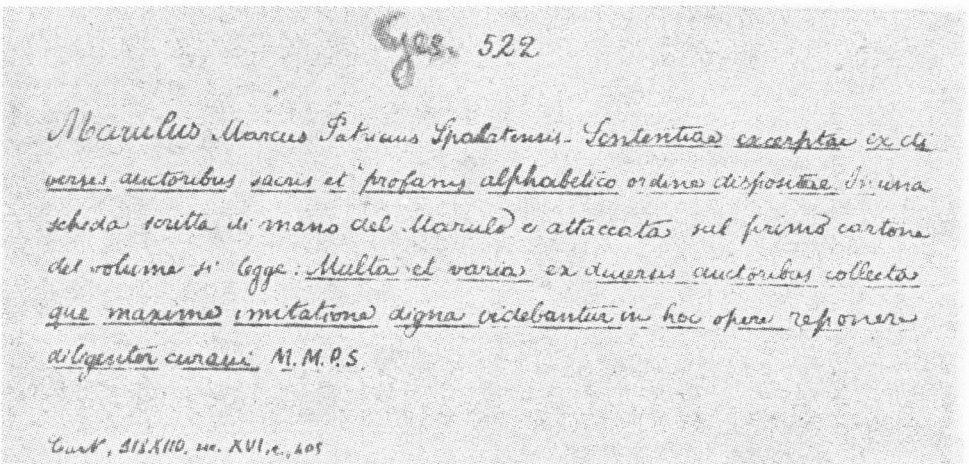 Ges. 522
Marulus Marcus Patricius Spalatensis - Sententiae excerptae ex di
versis auctoribus sacris et profanis alphabetico ordine dispositae In una
scheda scritta di mano del Marulo e attaccata sul primo cartone
del volume si legge: Multa et varia ex diversis auctoribus collecta
que maxime imitatione digna videbantur in hoc opere reponere
diligenter curavi M.M.P.S.
Cart., 318X110, sec. XVI, c., 405